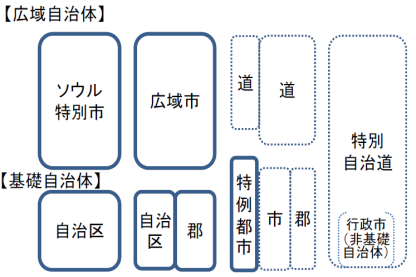 【広域自治体】
ソウル
特別市
広域市
道
道
特別
自治道
【基礎自治体】
自治区
自治
区
郡
特
例
都
市
市
郡
行政市
(非基礎
自治体)